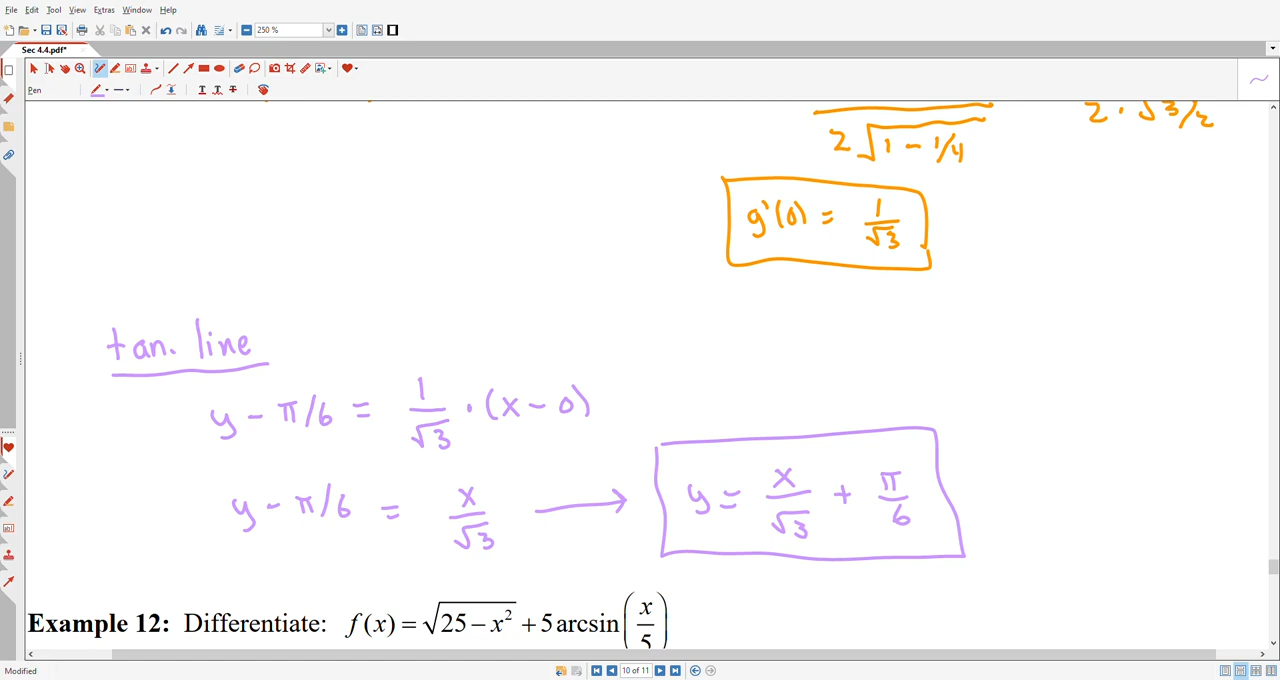 File Edit Tool View Extras Window Help
250 %
Sec 4.4.pdf*
Pen
2 · √3/2
2√1 − 1/4
g'(0) = 1/√3
tan. line
y − π/6 = 1/√3 · (x − 0)
y − π/6 = x/√3 → y = x/√3 + π/6
Example 12: Differentiate: f(x) = √25 − x² + 5 arcsin(x/5)
Modified
10 of 11